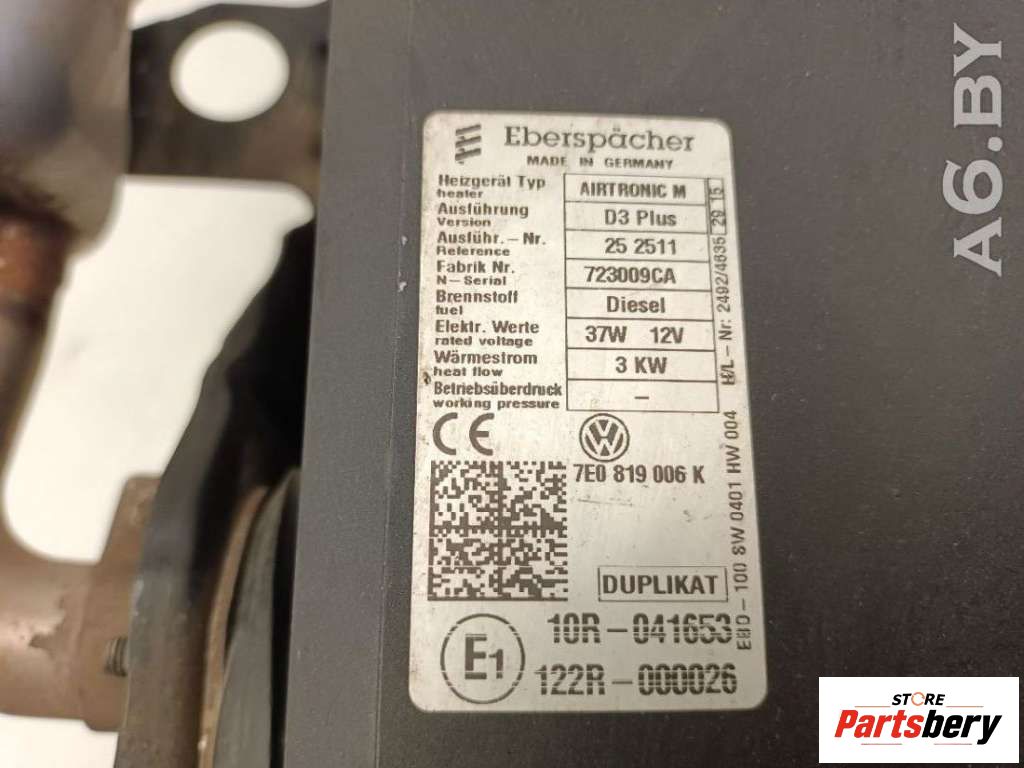 Eberspächer
MADE IN GERMANY
Heizgerät Typ
heater
AIRTRONIC M
Ausführung
Version
D3 Plus
Ausführ.-Nr.
Reference
25 2511
Fabrik Nr.
N-Serial
723009CA
Brennstoff
fuel
Diesel
Elektr. Werte
rated voltage
37W 12V
Wärmestrom
heat flow
3 KW
Betriebsüberdruck
working pressure
-
H/L-Nr: 2492/4635 29 15
CE
7E0 819 006 K
DUPLIKAT
E1
10R-041653
122R-000026
100 SW 0401 HW 004
A6.BY
STORE
Partsbery